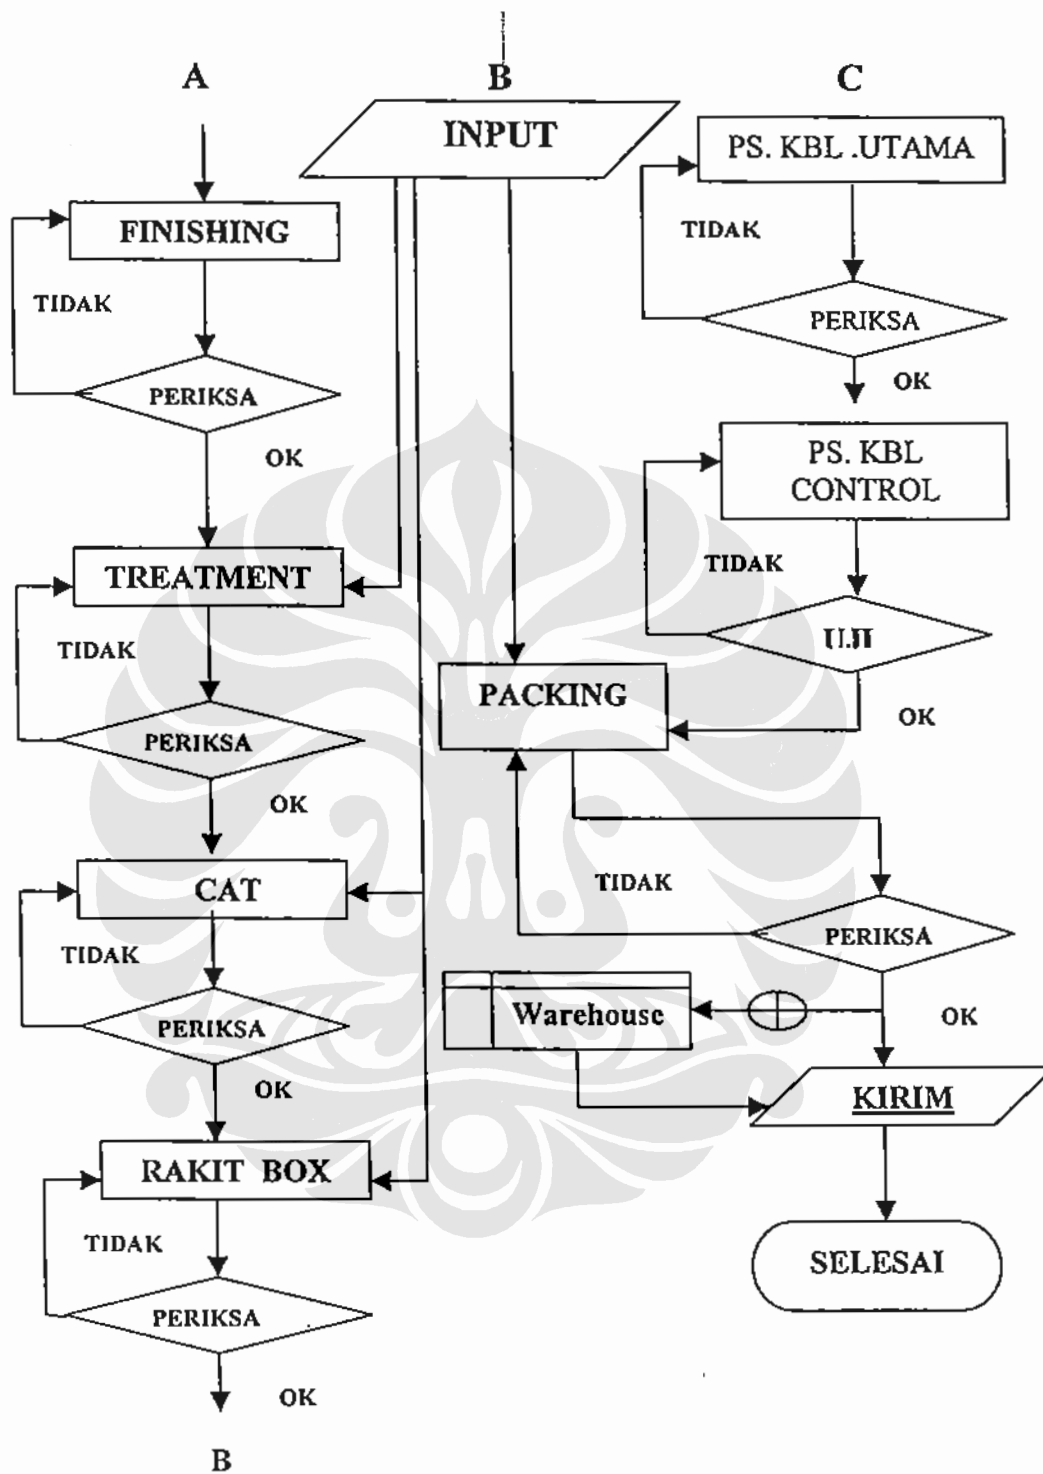 A
B
C
INPUT
PS. KBL .UTAMA
TIDAK
FINISHING
TIDAK
PERIKSA
PERIKSA
OK
OK
PS. KBL
CONTROL
TIDAK
TREATMENT
TIDAK
UJI
PACKING
OK
PERIKSA
OK
CAT
TIDAK
PERIKSA
TIDAK
Warehouse
OK
PERIKSA
OK
KIRIM
RAKIT BOX
TIDAK
SELESAI
PERIKSA
OK
B